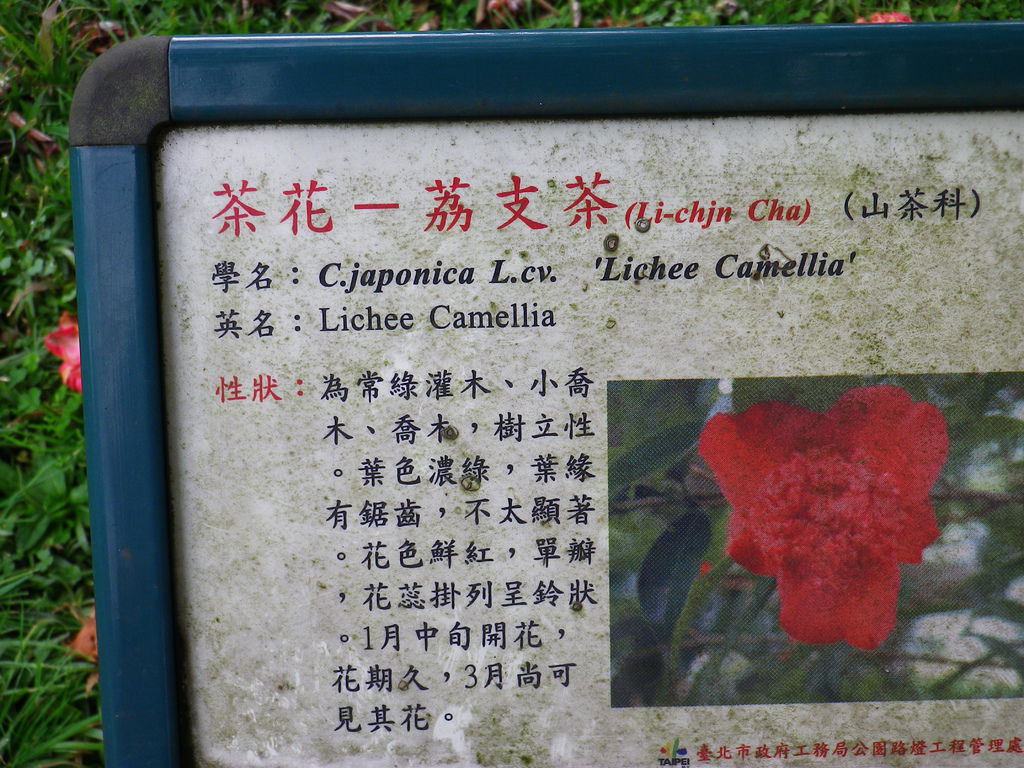 茶花－荔支茶(Li-chjn Cha) (山茶科)
學名：C.japonica L.cv. 'Lichee Camellia'
英名：Lichee Camellia
性狀：為常綠灌木、小喬
木、喬木，樹立性
。葉色濃綠，葉緣
有鋸齒，不太顯著
。花色鮮紅，單瓣
，花蕊掛列呈鈴狀
。1月中旬開花，
花期久，3月尚可
見其花。
TAIPEI 臺北市政府工務局公園路燈工程管理處